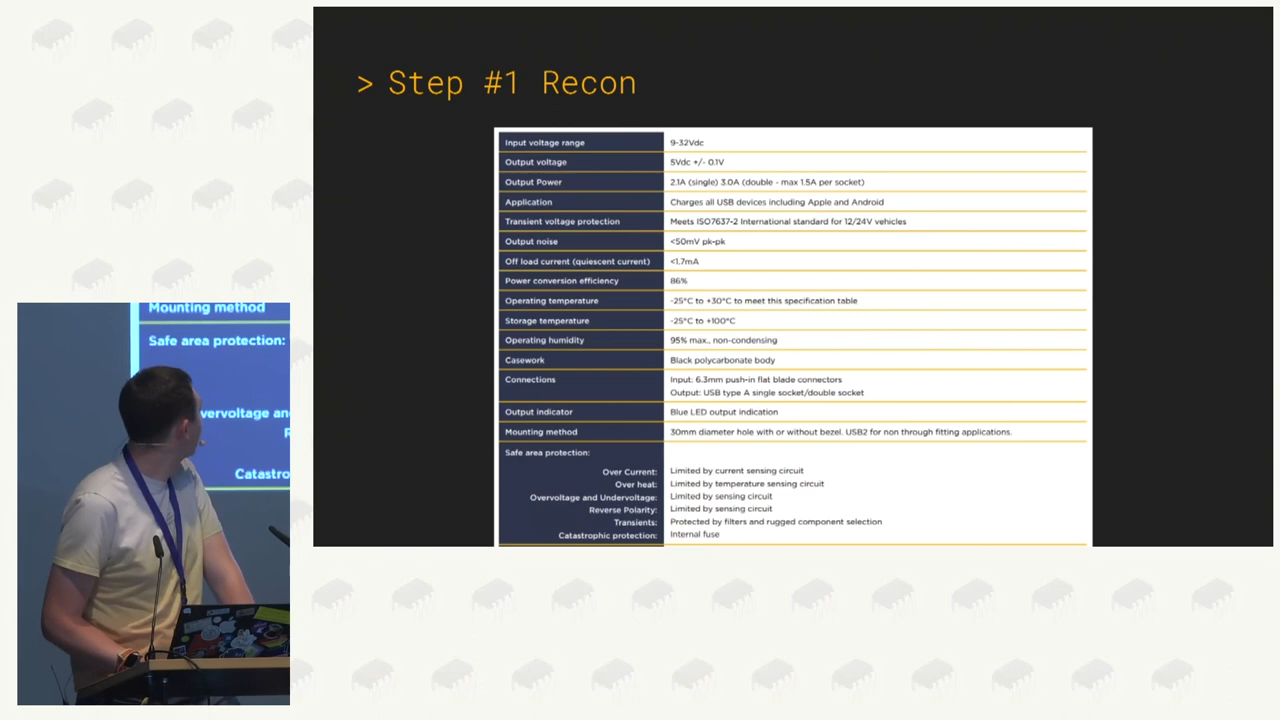 > Step #1 Recon
Input voltage range 9-32Vdc
Output voltage 5Vdc +/- 0.1V
Output Power 2.1A (single) 3.0A (double - max 1.5A per socket)
Application Charges all USB devices including Apple and Android
Transient voltage protection Meets ISO7637-2 International standard for 12/24V vehicles
Output noise <50mV pk-pk
Off load current (quiescent current) <1.7mA
Power conversion efficiency 86%
Operating temperature -25°C to +30°C to meet this specification table
Storage temperature -25°C to +100°C
Operating humidity 95% max., non-condensing
Casework Black polycarbonate body
Connections Input: 6.3mm push-in flat blade connectors
Output: USB type A single socket/double socket
Output indicator Blue LED output indication
Mounting method 30mm diameter hole with or without bezel. USB2 for non through fitting applications.
Safe area protection:
Over Current: Limited by current sensing circuit
Over heat: Limited by temperature sensing circuit
Overvoltage and Undervoltage: Limited by sensing circuit
Reverse Polarity: Limited by sensing circuit
Transients: Protected by filters and rugged component selection
Catastrophic protection: Internal fuse
Mounting method
Safe area protection:
vervoltage an
R
Catastro